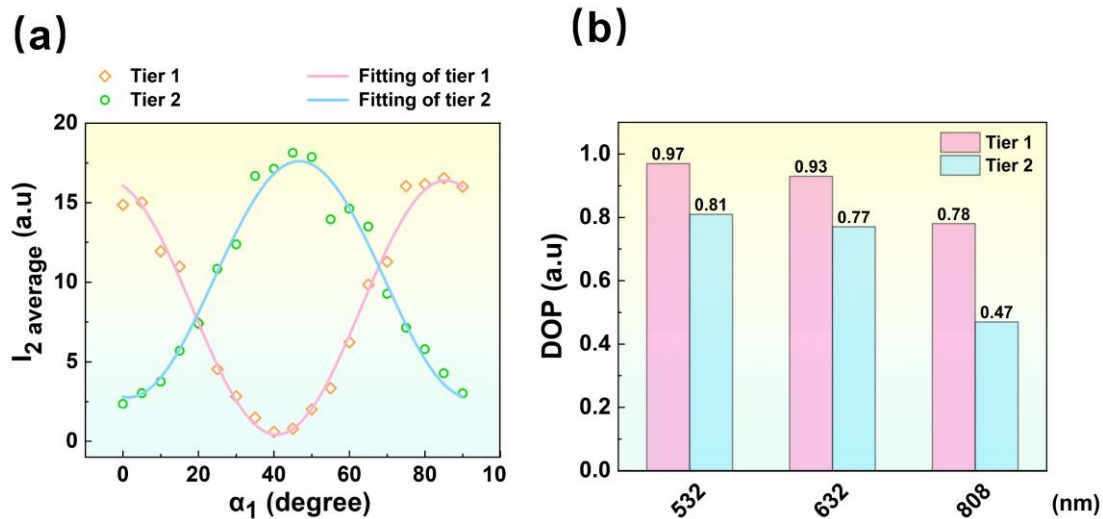 (a)
Tier 1
Fitting of tier 1
Tier 2
Fitting of tier 2
20
15
10
5
0
I2 average (a.u)
0 20 40 60 80 10
α1 (degree)
(b)
Tier 1
Tier 2
1.0
0.8
0.6
0.4
0.2
0.0
DOP (a.u)
0.97
0.81
0.93
0.77
0.78
0.47
532 632 808 (nm)